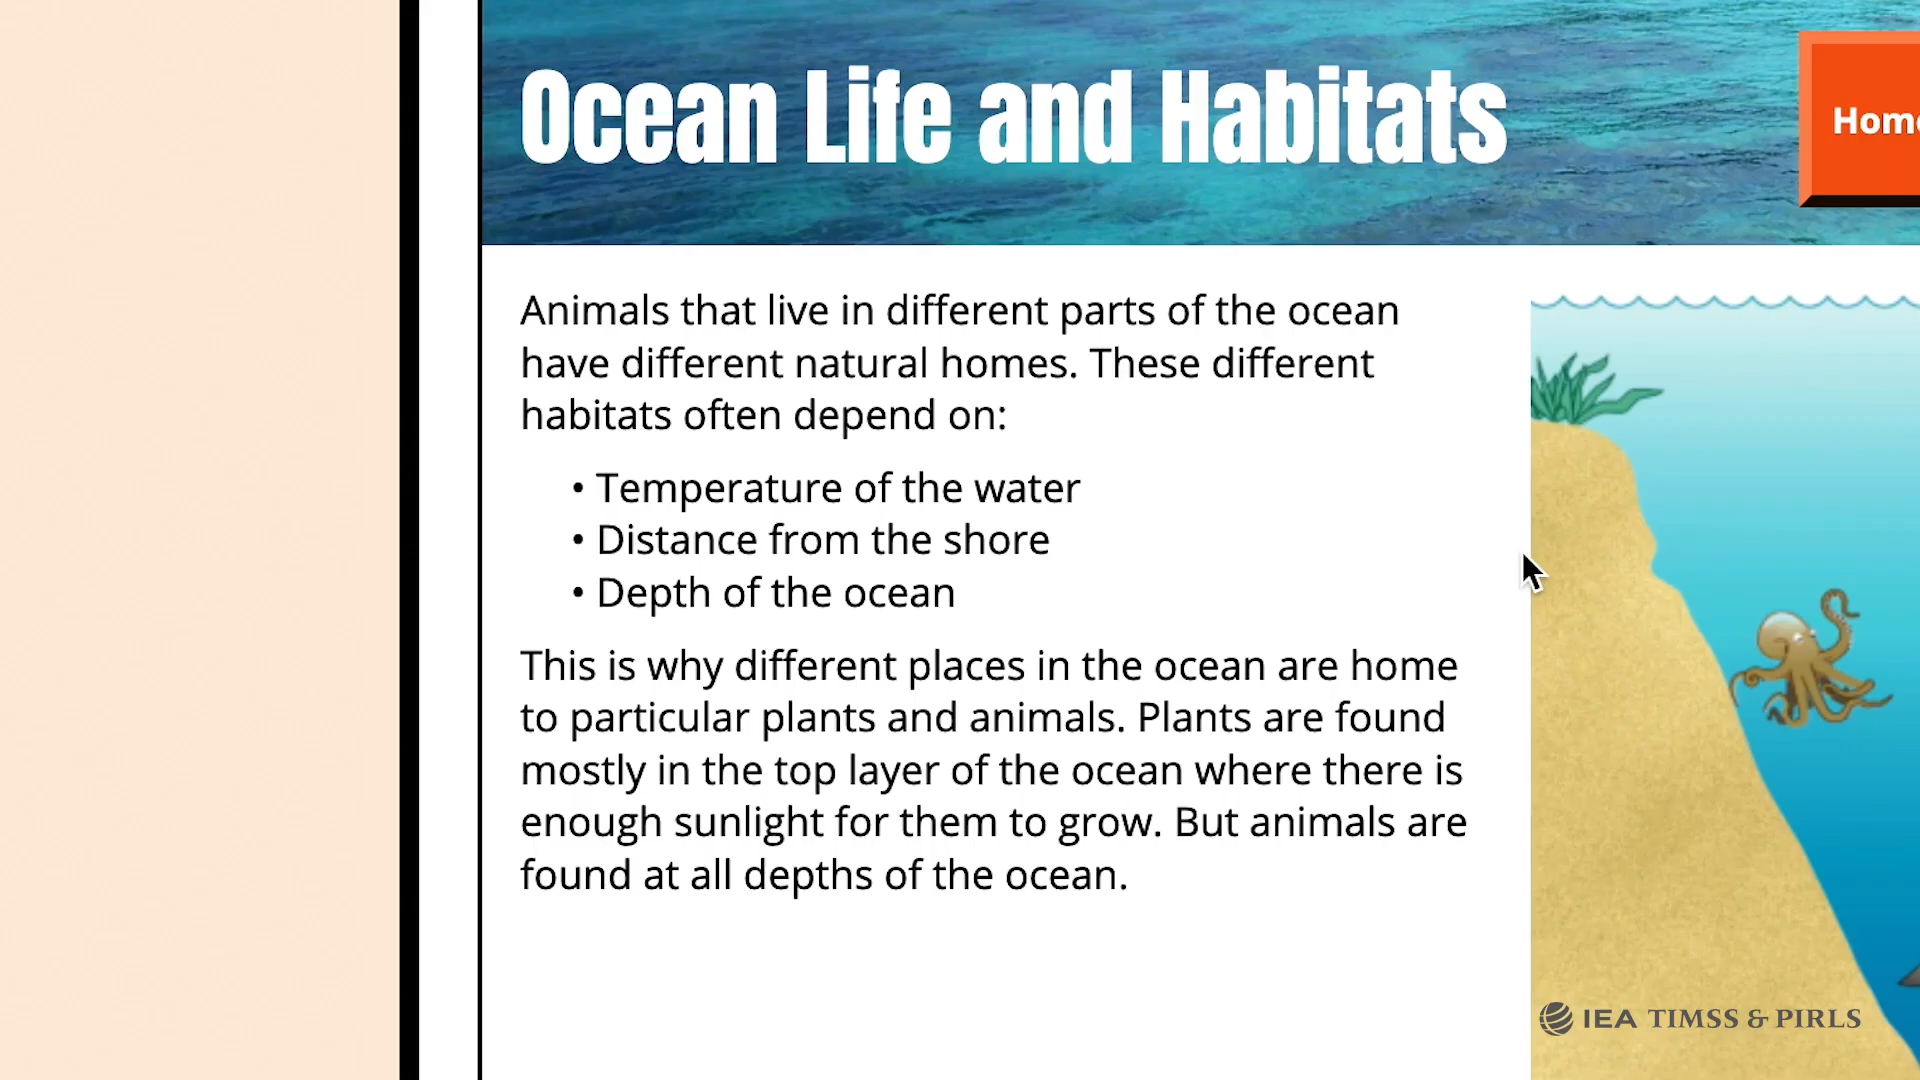 Ocean Life and Habitats
Animals that live in different parts of the ocean
have different natural homes. These different
habitats often depend on:
• Temperature of the water
• Distance from the shore
• Depth of the ocean
This is why different places in the ocean are home
to particular plants and animals. Plants are found
mostly in the top layer of the ocean where there is
enough sunlight for them to grow. But animals are
found at all depths of the ocean.
IEA TIMSS & PIRLS